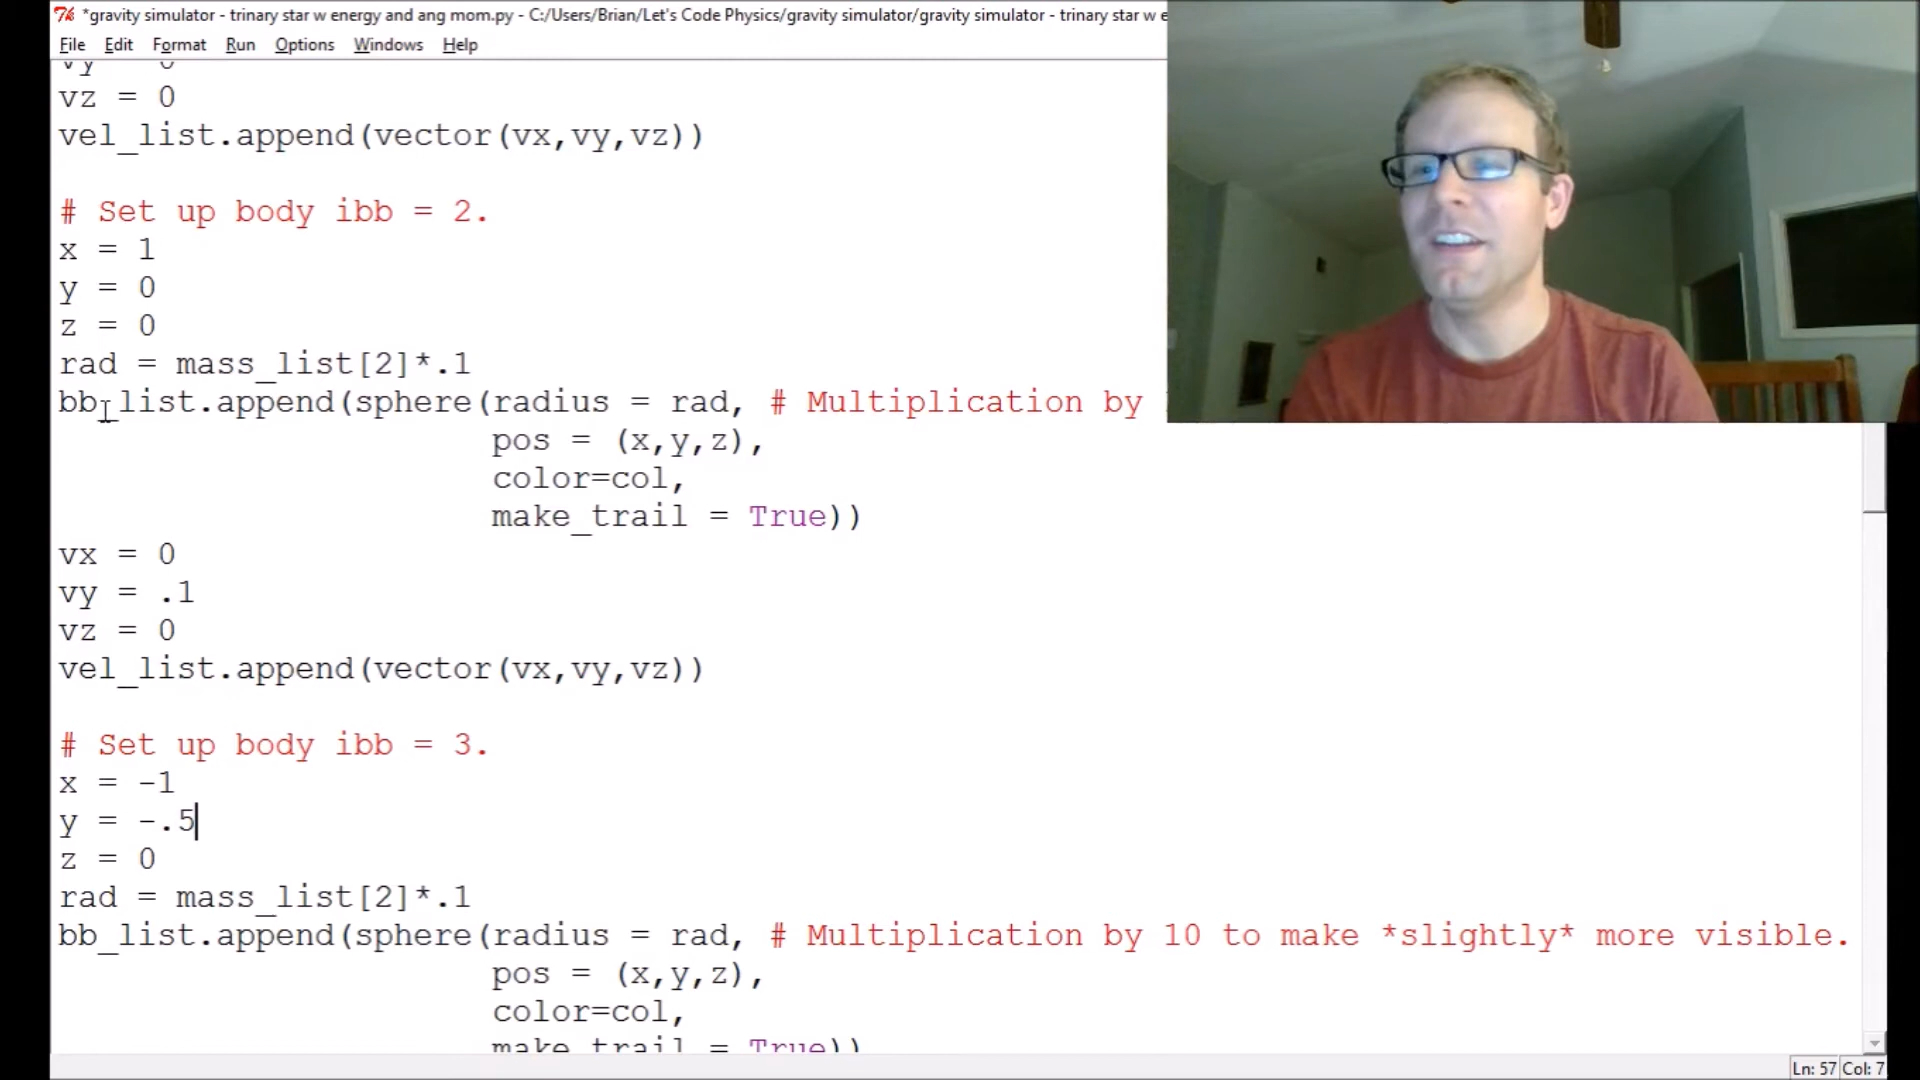 *gravity simulator - trinary star w energy and ang mom.py - C:/Users/Brian/Let's Code Physics/gravity simulator/gravity simulator - trinary star w e
File Edit Format Run Options Windows Help
vy
vz = 0
vel_list.append(vector(vx,vy,vz))
# Set up body ibb = 2.
x = 1
y = 0
z = 0
rad = mass_list[2]*.1
bb_list.append(sphere(radius = rad, # Multiplication by
pos = (x,y,z),
color=col,
make_trail = True))
vx = 0
vy = .1
vz = 0
vel_list.append(vector(vx,vy,vz))
# Set up body ibb = 3.
x = -1
y = -.5
z = 0
rad = mass_list[2]*.1
bb_list.append(sphere(radius = rad, # Multiplication by 10 to make *slightly* more visible.
pos = (x,y,z),
color=col,
make_trail = True))
Ln: 57 Col: 7